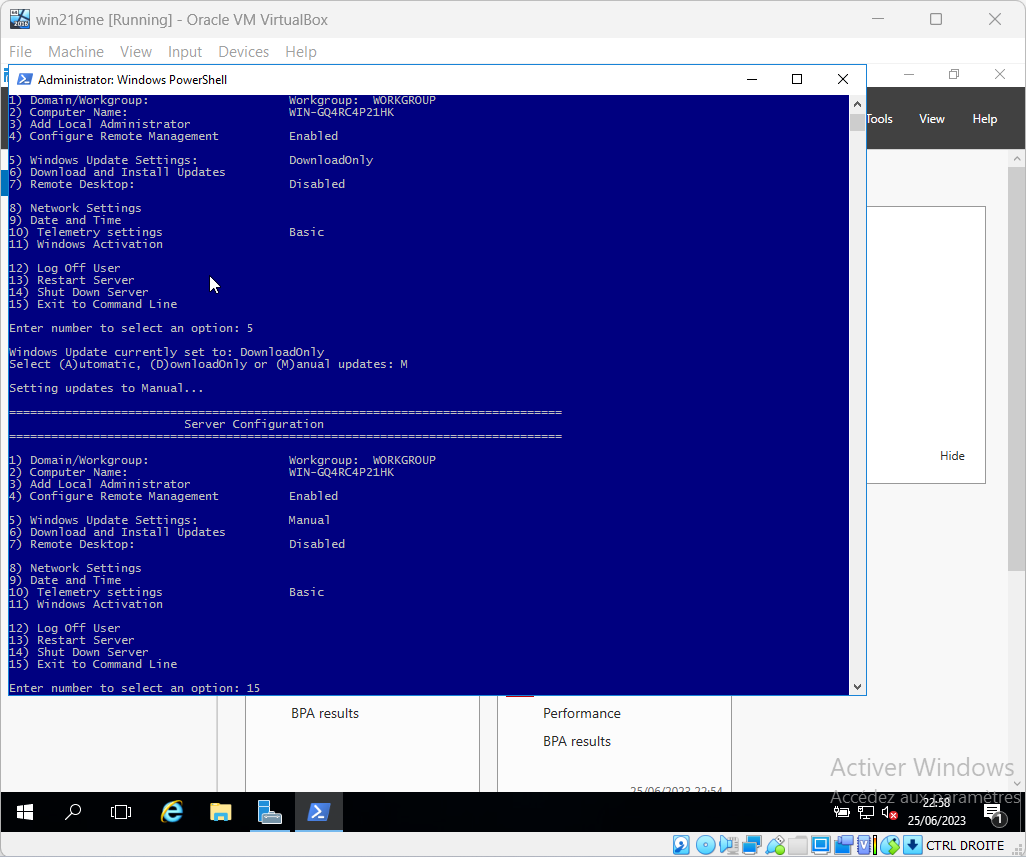 win216me [Running] - Oracle VM VirtualBox
File Machine View Input Devices Help
Administrator: Windows PowerShell
Tools View Help
1) Domain/Workgroup: Workgroup: WORKGROUP
2) Computer Name: WIN-GQ4RC4P21HK
3) Add Local Administrator
4) Configure Remote Management Enabled
5) Windows Update Settings: DownloadOnly
6) Download and Install Updates
7) Remote Desktop: Disabled
8) Network Settings
9) Date and Time
10) Telemetry settings Basic
11) Windows Activation
12) Log Off User
13) Restart Server
14) Shut Down Server
15) Exit to Command Line
Enter number to select an option: 5
Windows Update currently set to: DownloadOnly
Select (A)utomatic, (D)ownloadOnly or (M)anual updates: M
Setting updates to Manual...
===============================================================================
Server Configuration
===============================================================================
1) Domain/Workgroup: Workgroup: WORKGROUP
2) Computer Name: WIN-GQ4RC4P21HK
3) Add Local Administrator
4) Configure Remote Management Enabled
Hide
5) Windows Update Settings: Manual
6) Download and Install Updates
7) Remote Desktop: Disabled
8) Network Settings
9) Date and Time
10) Telemetry settings Basic
11) Windows Activation
12) Log Off User
13) Restart Server
14) Shut Down Server
15) Exit to Command Line
Enter number to select an option: 15
BPA results
Performance
BPA results
25/06/2023 22:54
Activer Windows
Accédez aux paramètres
22:58
25/06/2023
1
CTRL DROITE